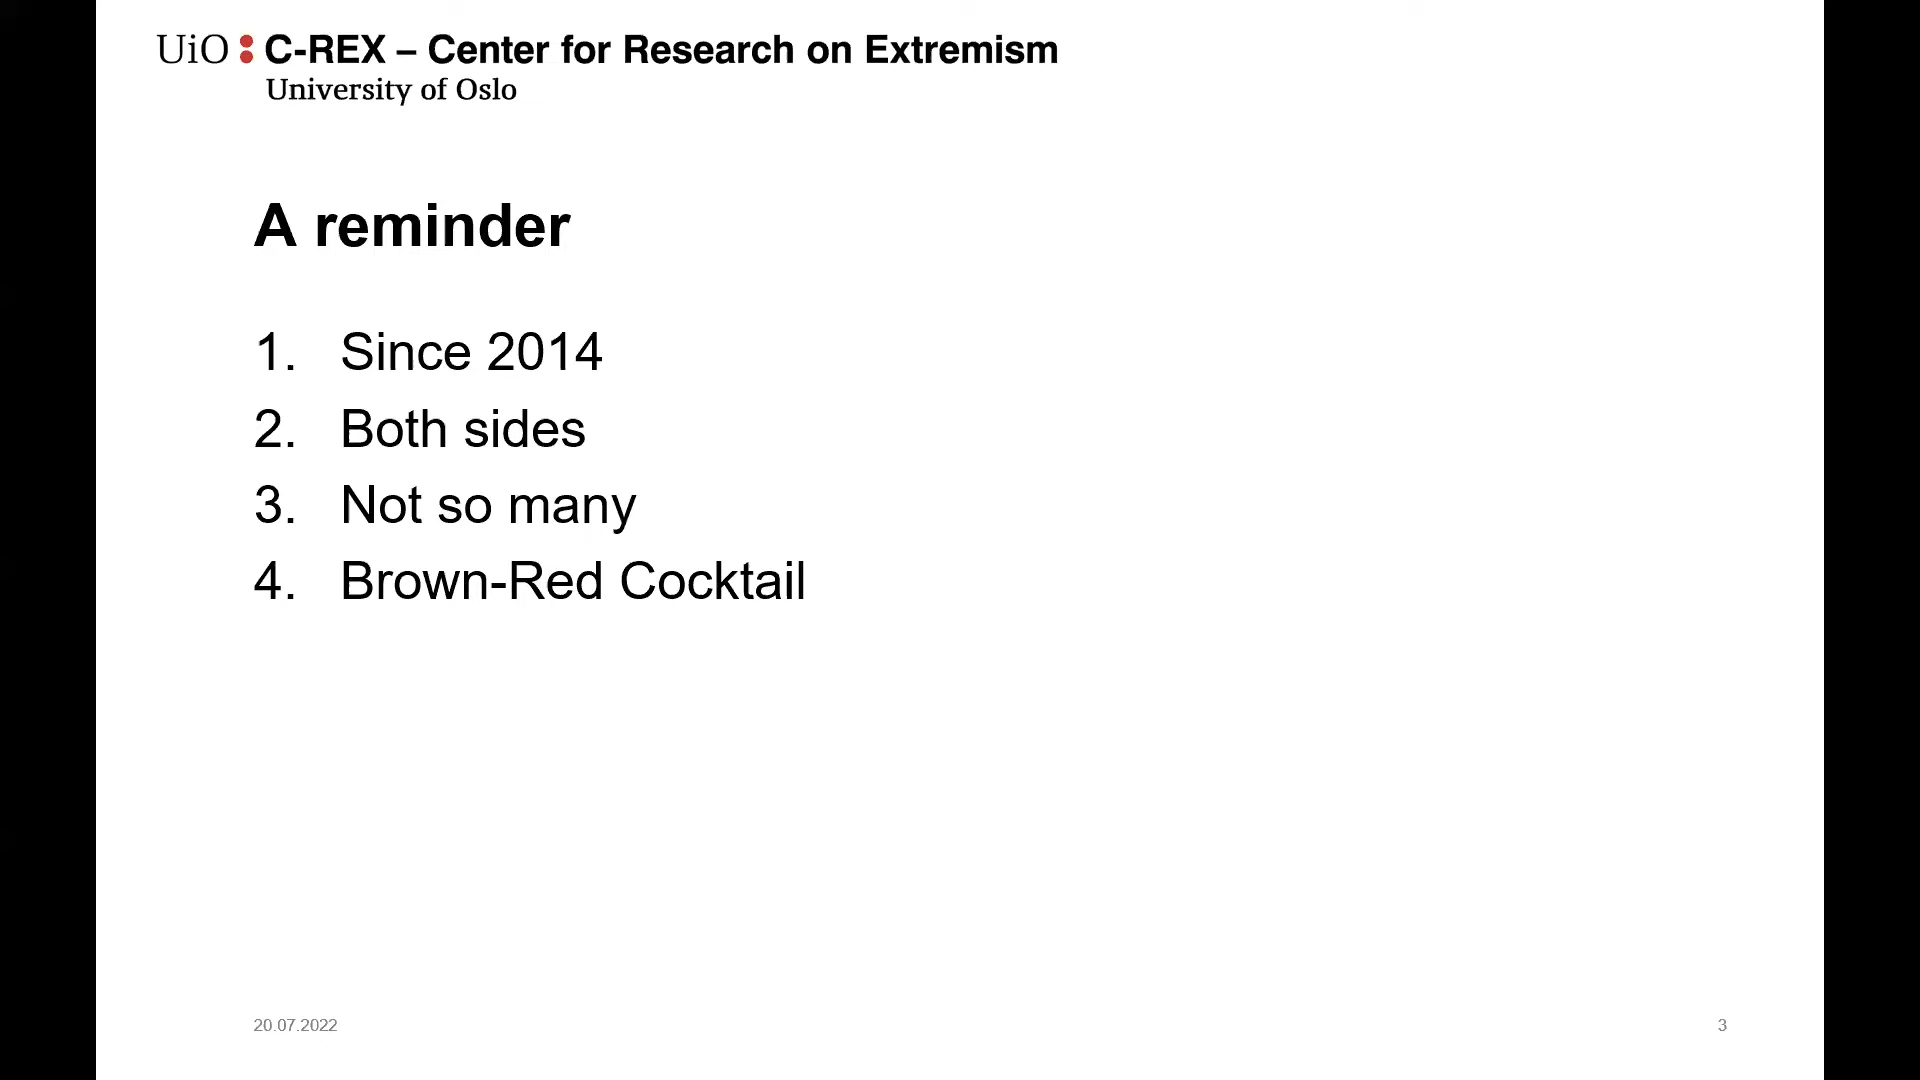 UiO : C-REX – Center for Research on Extremism
University of Oslo
A reminder
1. Since 2014
2. Both sides
3. Not so many
4. Brown-Red Cocktail
20.07.2022
3